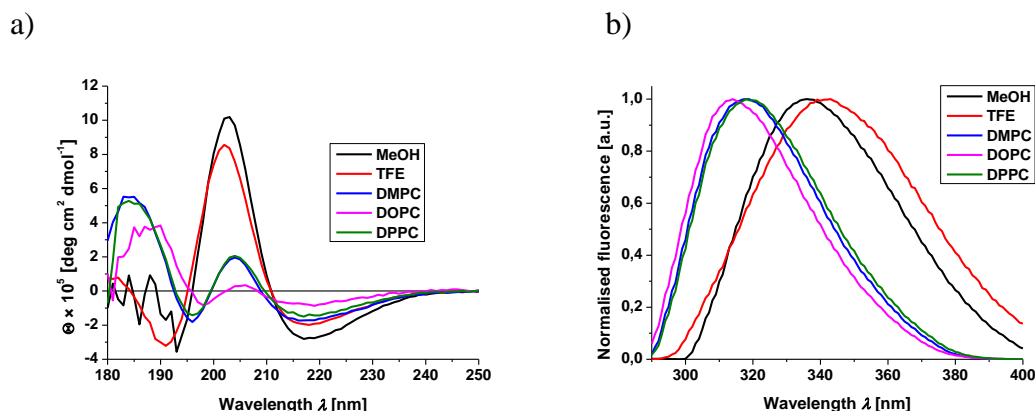 a)
b)
12
10
8
6
4
2
0
-2
-4
Θ × 10⁵ [deg cm² dmol⁻¹]
MeOH
TFE
DMPC
DOPC
DPPC
180 190 200 210 220 230 240 250
Wavelength λ [nm]
1,0
0,8
0,6
0,4
0,2
0,0
Normalised fluorescence [a.u.]
MeOH
TFE
DMPC
DOPC
DPPC
300 320 340 360 380 400
Wavelength λ [nm]